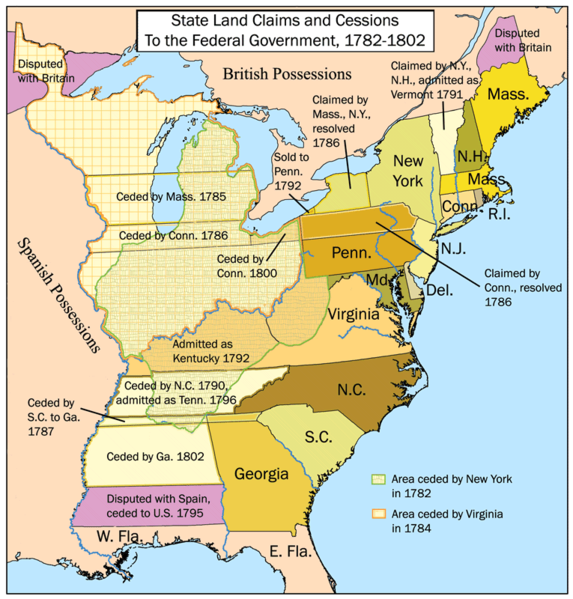 State Land Claims and Cessions
To the Federal Government, 1782-1802
Disputed
with Britain
Disputed
with Britain
British Possessions
Claimed by N.Y.,
N.H., admitted as
Vermont 1791
Claimed by
Mass., N.Y.,
resolved
1786
Mass.
Sold to
Penn.
1792
New
York
N.H.
Mass.
Ceded by Mass. 1785
Conn.
R.I.
Ceded by Conn. 1786
Ceded by
Conn. 1800
Penn.
N.J.
Spanish Possessions
Md.
Del.
Claimed by
Conn., resolved
1786
Virginia
Admitted as
Kentucky 1792
Ceded by N.C. 1790,
admitted as Tenn. 1796
N.C.
Ceded by
S.C. to Ga.
1787
S.C.
Ceded by Ga. 1802
Georgia
Area ceded by New York
in 1782
Disputed with Spain,
ceded to U.S. 1795
Area ceded by Virginia
in 1784
W. Fla.
E. Fla.